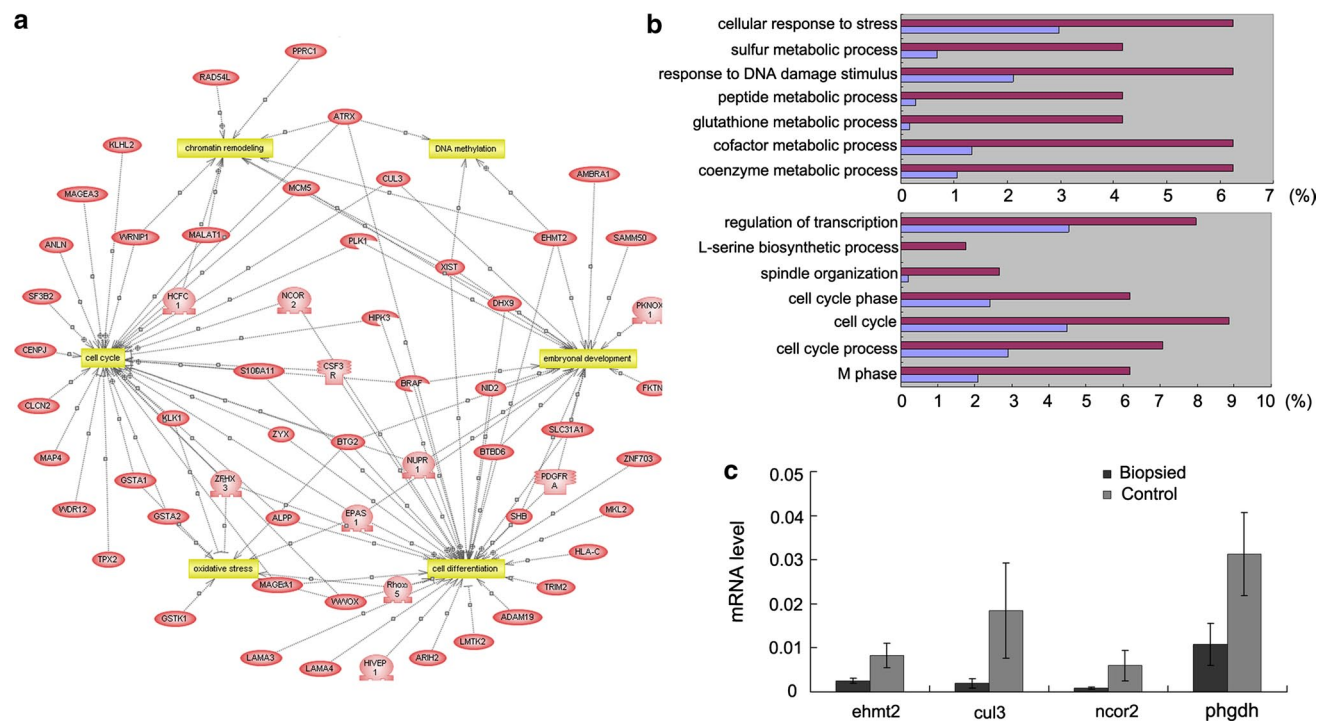 a
PPRC1
RAD54L
ATRX
chromatin remodeling
DNA methylation
KLHL2
AMBRA1
CUL3
MCM5
MAGEA3
WRNIP1
MALAT1
EHMT2
SAMM50
PLK1
ANLN
XIST
SF3B2
HCFC
1
NCOR
2
DHX9
PKNOX
1
HIPK3
CENPJ
cell cycle
embryonal development
S100A11
CSF3
R
BRAF
NID2
FKTN
CLCN2
KLK1
ZYX
BTG2
SLC31A1
BTBD6
MAP4
NUPR
1
ZNF703
GSTA1
ZFHX
3
PDGFR
A
WDR12
GSTA2
ALPP
EPAS
1
SHB
MKL2
TPX2
HLA-C
oxidative stress
cell differentiation
MAGEA1
Rhox
5
TRIM2
WWOX
GSTK1
ADAM19
LMTK2
LAMA3
LAMA4
HIVEP
1
ARIH2
b
cellular response to stress
sulfur metabolic process
response to DNA damage stimulus
peptide metabolic process
glutathione metabolic process
cofactor metabolic process
coenzyme metabolic process
0 1 2 3 4 5 6 7 (%)
regulation of transcription
L-serine biosynthetic process
spindle organization
cell cycle phase
cell cycle
cell cycle process
M phase
0 1 2 3 4 5 6 7 8 9 10 (%)
c
Biopsied
Control
mRNA level
0.05
0.04
0.03
0.02
0.01
0
ehmt2 cul3 ncor2 phgdh